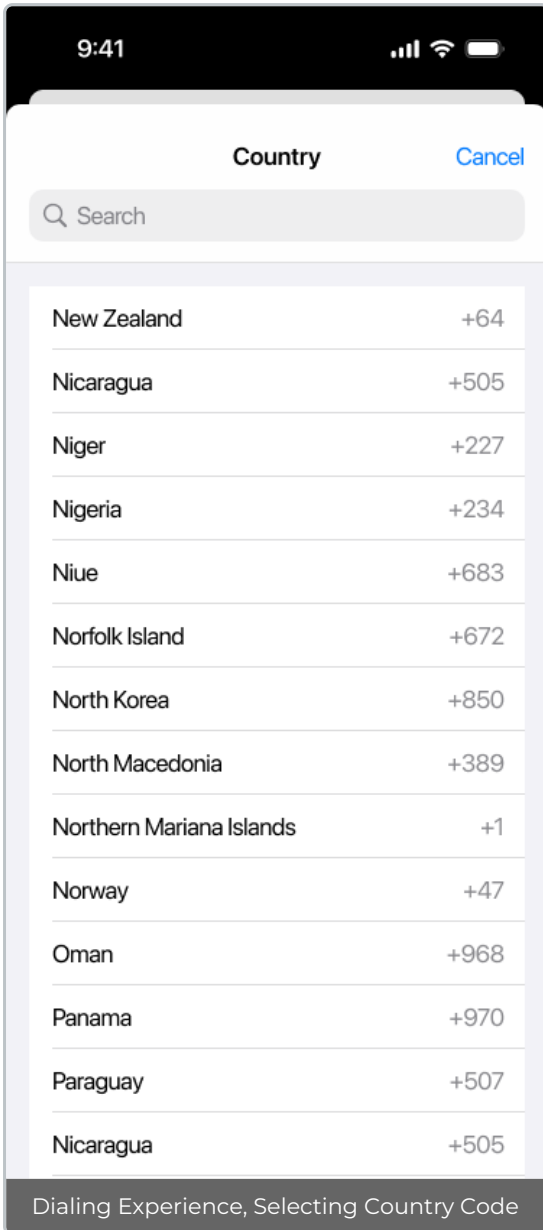 9:41
Country
Cancel
Search
New Zealand +64
Nicaragua +505
Niger +227
Nigeria +234
Niue +683
Norfolk Island +672
North Korea +850
North Macedonia +389
Northern Mariana Islands +1
Norway +47
Oman +968
Panama +970
Paraguay +507
Nicaragua +505
Dialing Experience, Selecting Country Code